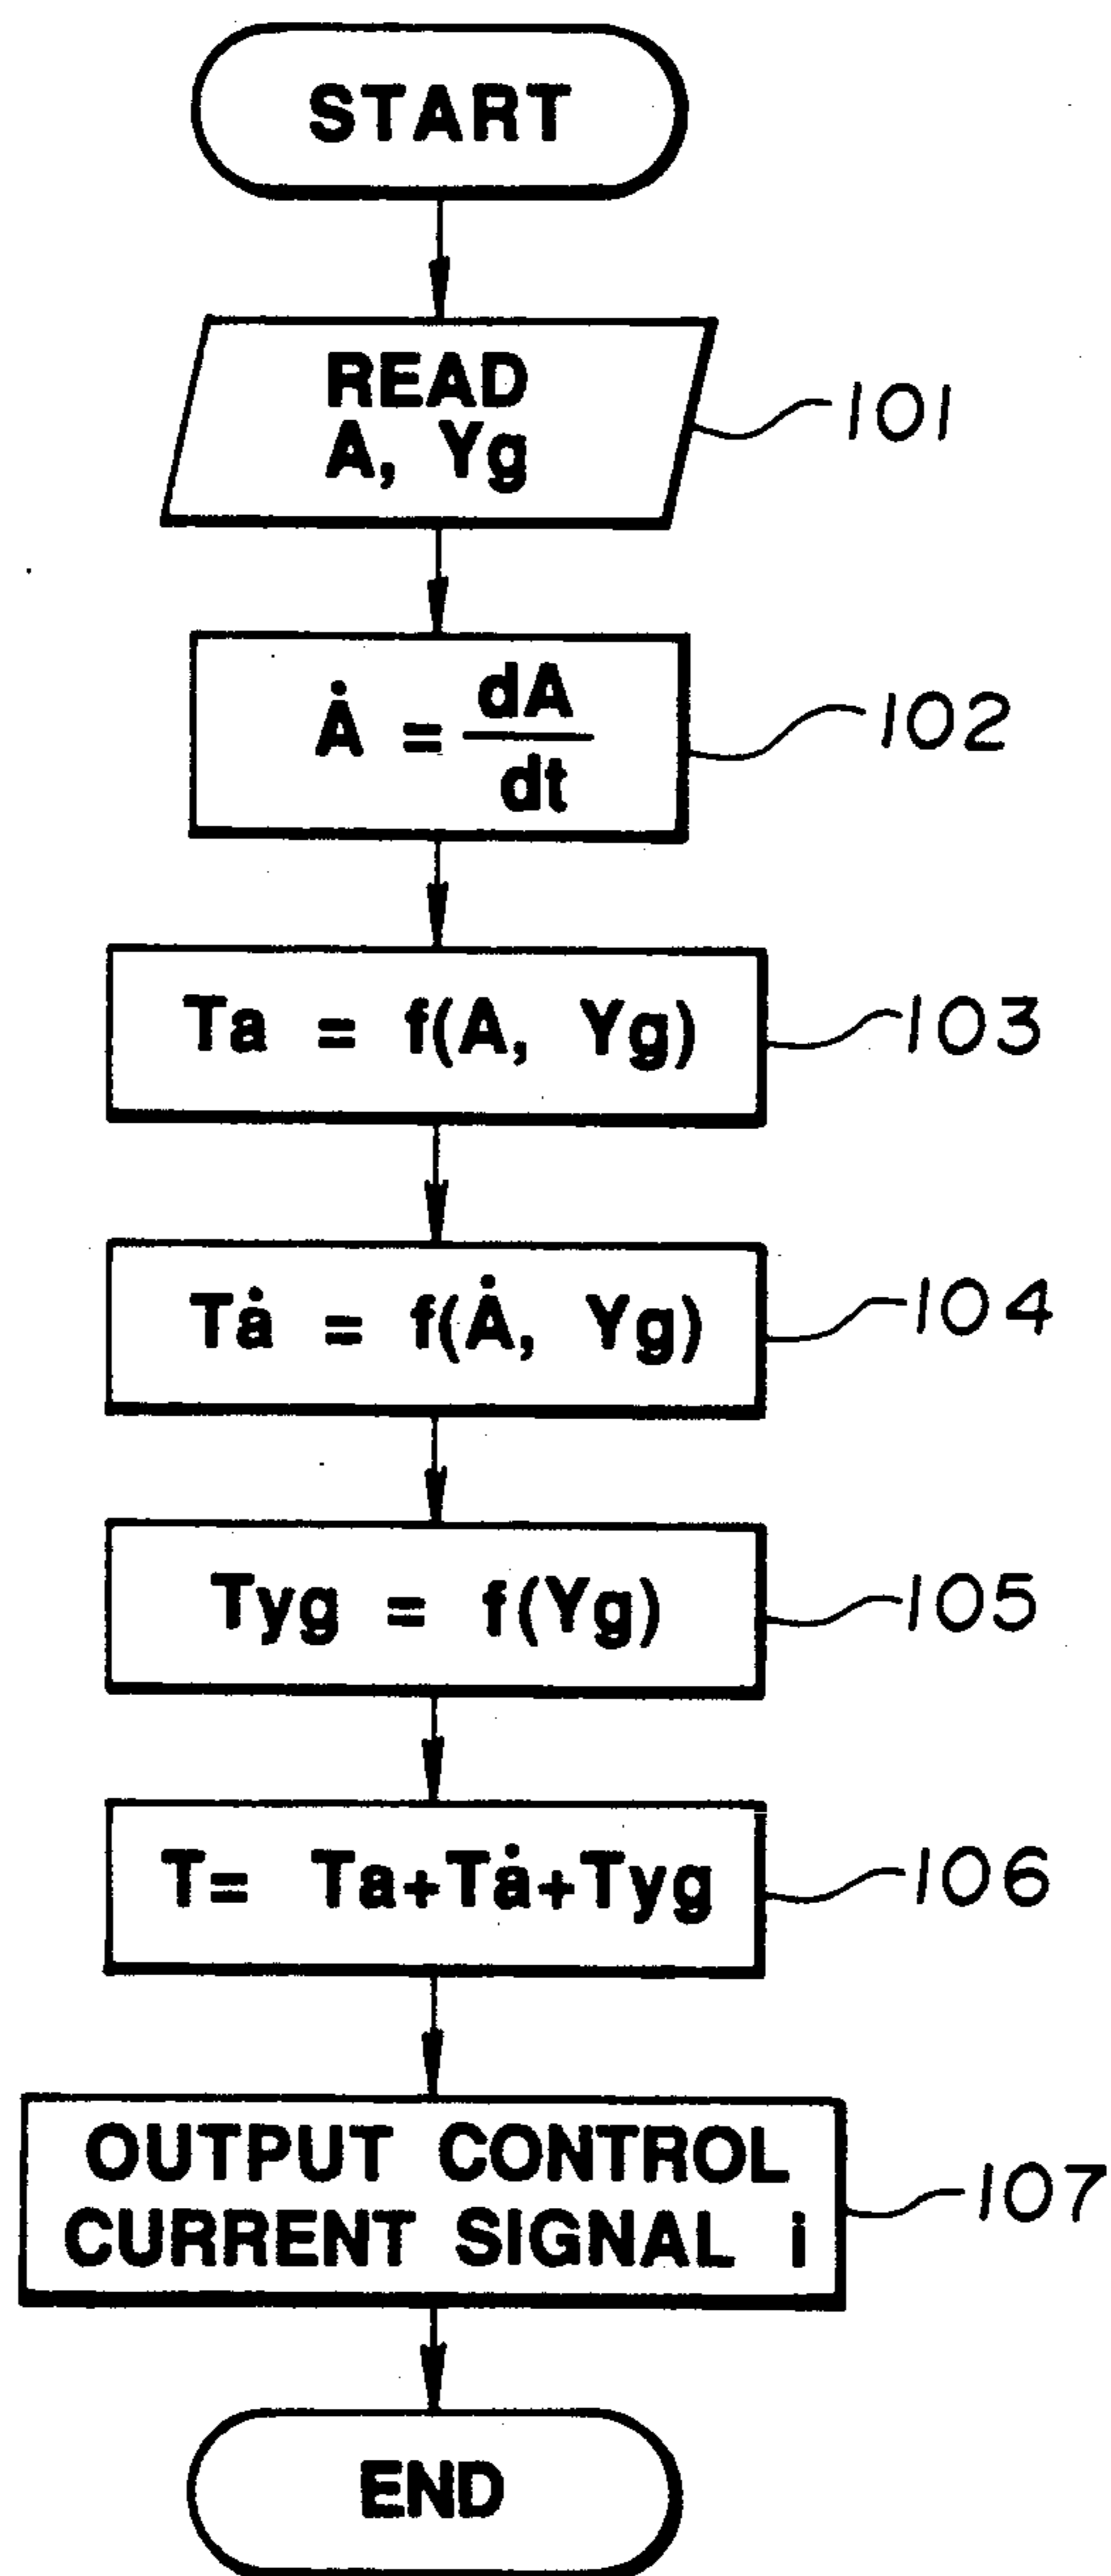 START
READ
A, Yg
101
Ȧ = dA
dt
102
Ta = f(A, Yg)
103
Tȧ = f(Ȧ, Yg)
104
Tyg = f(Yg)
105
T= Ta+Tȧ+Tyg
106
OUTPUT CONTROL
CURRENT SIGNAL i
107
END